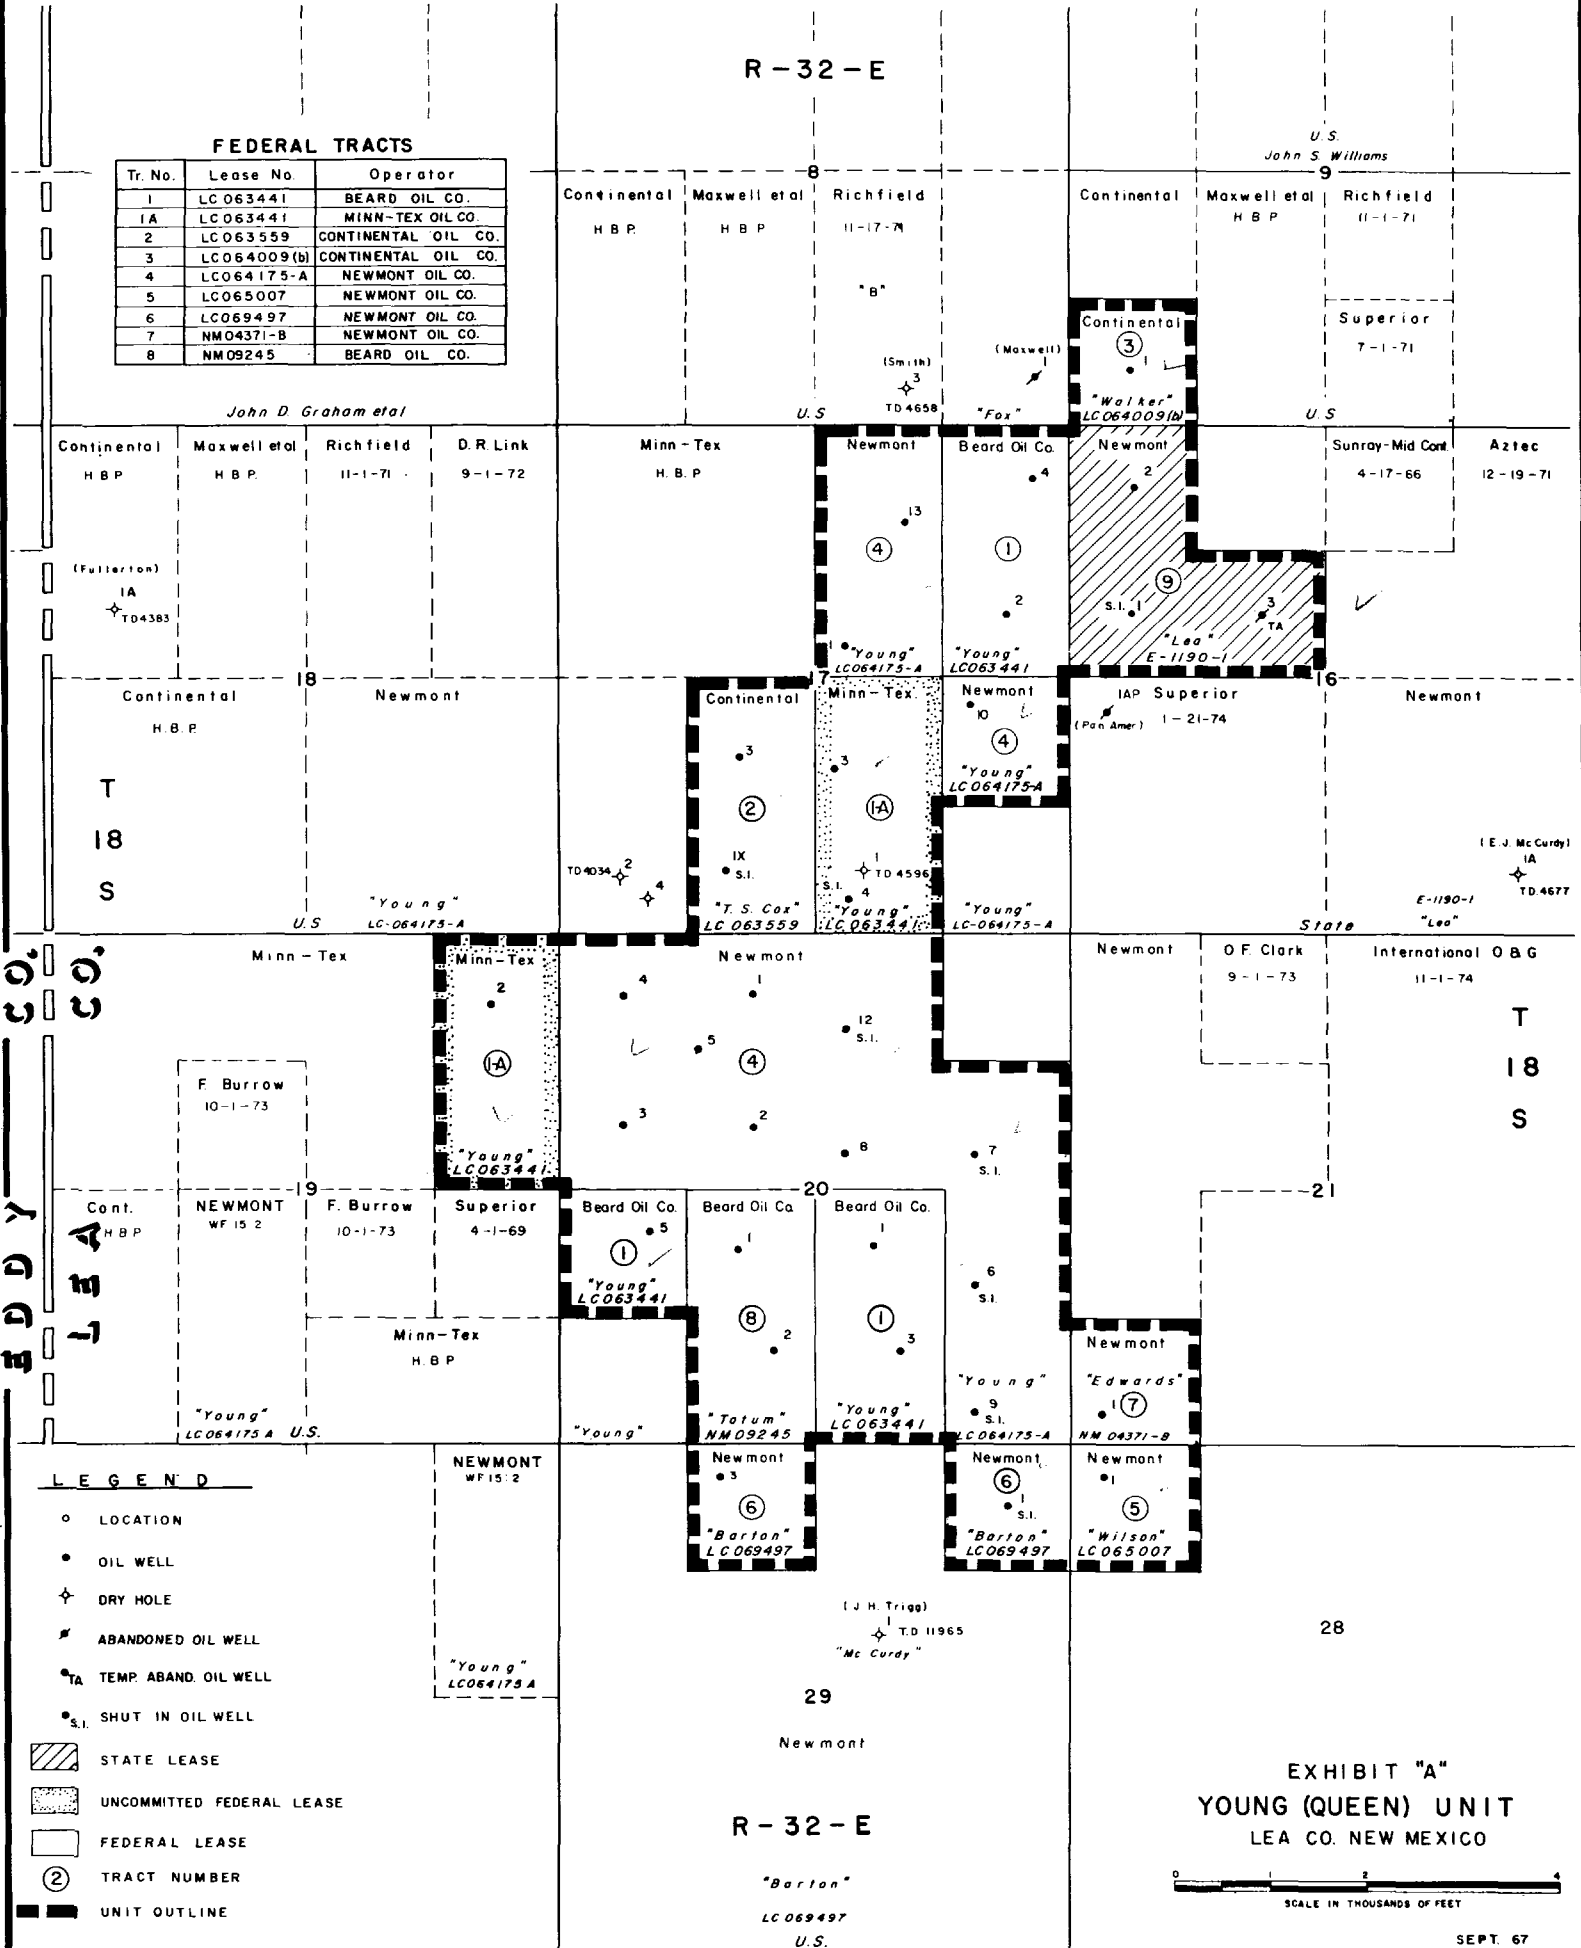 R-32-E
FEDERAL TRACTS
Tr. No. Lease No. Operator
1 LC 063441 BEARD OIL CO.
1A LC 063441 MINN-TEX OIL CO.
2 LC 063559 CONTINENTAL OIL CO.
3 LC064009(b) CONTINENTAL OIL CO.
4 LC064175-A NEWMONT OIL CO.
5 LC065007 NEWMONT OIL CO.
6 LC069497 NEWMONT OIL CO.
7 NM04371-B NEWMONT OIL CO.
8 NM09245 BEARD OIL CO.
U.S.
John S. Williams
8
9
Continental
H B P.
Maxwell et al
H B P
Richfield
11-17-71
"B"
Continental
Maxwell et al
H B P
Richfield
11-1-71
Superior
7-1-71
(Smith)
3
TD 4658
(Maxwell)
1
"Fox"
Continental
3
1
"Walker"
LC 064009(b)
U.S
U.S
John D. Graham et al
Continental
H B P
Maxwell et al
H B P.
Richfield
11-1-71
D.R. Link
9-1-72
Minn-Tex
H.B.P
Newmont
13
4
1
"Young"
LC064175-A
Beard Oil Co.
4
1
2
"Young"
LC063441
Newmont
2
9
S.I. 1
3
TA
"Lea"
E-1190-1
Sunray-Mid Cont.
4-17-66
Aztec
12-19-71
(Fullerton)
1A
TD4383
18
17
16
Continental
H.B.P.
Newmont
Continental
3
2
1X
S.I.
"T. S. Cox"
LC 063559
Minn-Tex.
3
1-A
1
TD 4596
S.I.
4
"Young"
LC 063441
Newmont
10
4
"Young"
LC 064175-A
1AP Superior
(Pan Amer)
1-21-74
Newmont
T
18
S
TD4034
2
4
"Young"
LC-064175-A
U.S
"Young"
LC-064175-A
(E.J. McCurdy)
1A
TD.4677
E-1190-1
"Lea"
State
EDDY CO.
LEA CO.
Minn-Tex
Minn-Tex
2
1-A
"Young"
LC063441
Newmont
4
1
12
S.I.
5
4
3
2
8
7
S.I.
Newmont
O.F. Clark
9-1-73
International O & G
11-1-74
T
18
S
F. Burrow
10-1-73
19
20
21
Cont.
H B P
NEWMONT
WF 15 2
F. Burrow
10-1-73
Superior
4-1-69
Beard Oil Co.
5
1
"Young"
LC063441
Beard Oil Co
1
8
2
"Tatum"
NM09245
Beard Oil Co.
1
1
3
"Young"
LC 063441
6
S.I.
"Young"
9
S.I.
LC 064175-A
Newmont
"Edwards"
1
7
NM 04371-B
Minn-Tex
H.B P
"Young"
LC 064175 A
U.S.
"Young"
NEWMONT
WF 15:2
"Young"
LC064175 A
Newmont
3
6
"Barton"
LC 069497
Newmont
6
1
S.I.
"Barton"
LC069497
Newmont
1
5
"Wilson"
LC 065007
(J. H. Trigg)
1
T.D 11965
"Mc Curdy"
28
29
Newmont
R-32-E
"Barton"
LC 069497
U.S.
LEGEND
LOCATION
OIL WELL
DRY HOLE
ABANDONED OIL WELL
TA TEMP. ABAND. OIL WELL
S.I. SHUT IN OIL WELL
STATE LEASE
UNCOMMITTED FEDERAL LEASE
FEDERAL LEASE
2 TRACT NUMBER
UNIT OUTLINE
EXHIBIT "A"
YOUNG (QUEEN) UNIT
LEA CO. NEW MEXICO
0 1 2 4
SCALE IN THOUSANDS OF FEET
SEPT. 67